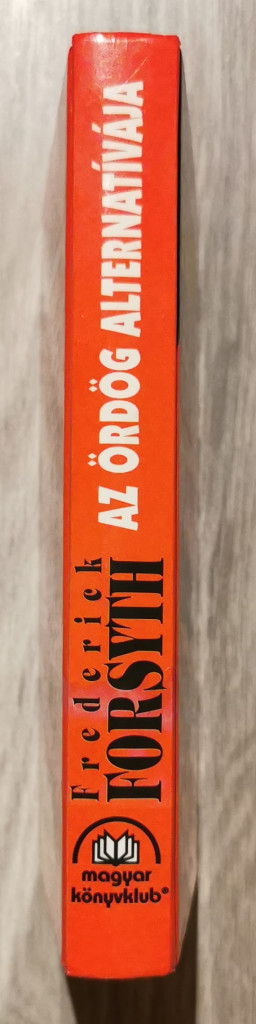 AZ ÖRDÖG ALTERNATÍVÁJA
Frederick
FORSYTH
magyar
könyvklub®